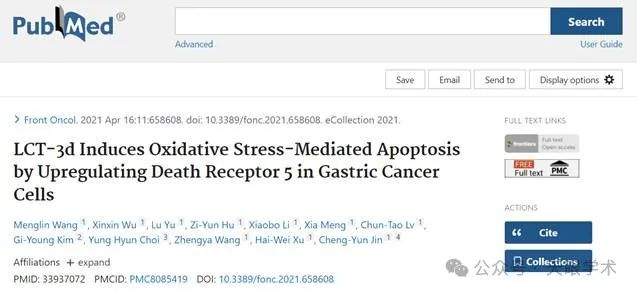 PubMed®
Search
Advanced
User Guide
Save
Email
Send to
Display options
Front Oncol. 2021 Apr 16:11:658608. doi: 10.3389/fonc.2021.658608. eCollection 2021.
LCT-3d Induces Oxidative Stress-Mediated Apoptosis
by Upregulating Death Receptor 5 in Gastric Cancer
Cells
Menglin Wang 1, Xinxin Wu 1, Lu Yu 1, Zi-Yun Hu 1, Xiaobo Li 1, Xia Meng 1, Chun-Tao Lv 1,
Gi-Young Kim 2, Yung Hyun Choi 3, Zhengya Wang 1, Hai-Wei Xu 1, Cheng-Yun Jin 1 4
Affiliations + expand
PMID: 33937072 PMCID: PMC8085419 DOI: 10.3389/fonc.2021.658608
FULL TEXT LINKS
frontiers
Full text
Open access
FREE
Full text
PMC
ACTIONS
Cite
Collections
公众号 · 天眼学术